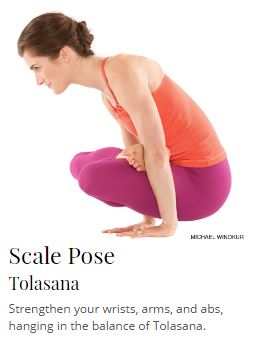 MICHAEL WINOKUR
Scale Pose
Tolasana
Strengthen your wrists, arms, and abs,
hanging in the balance of Tolasana.